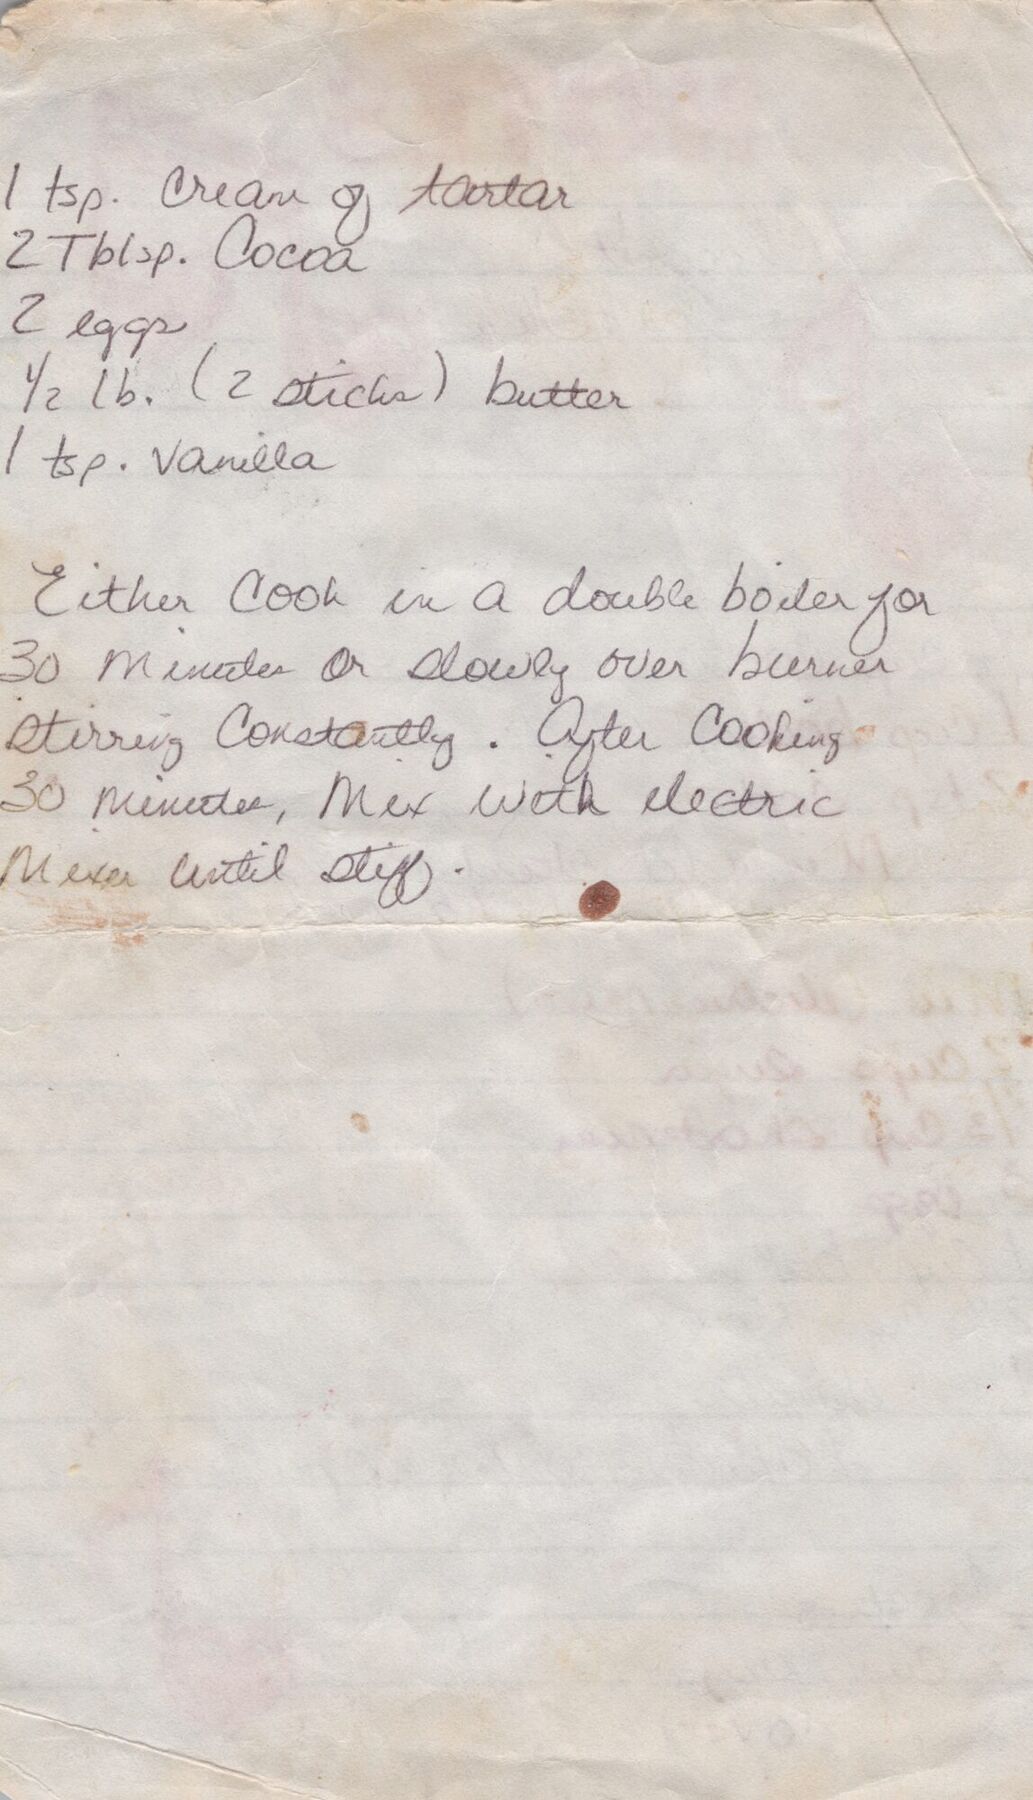 1 tsp. Cream of tartar
2 Tblsp. Cocoa
2 eggs
1/2 lb. (2 sticks) butter
1 tsp. vanilla
Either Cook in a double boiler for
30 Minutes or slowly over burner
stirring Constantly. After Cooking
30 minutes, Mix with electric
Mixer until stiff.